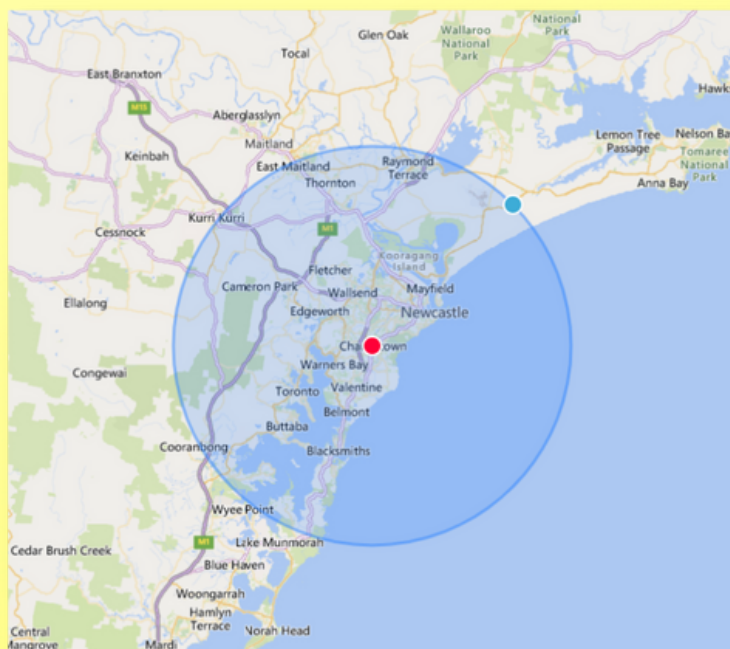 National
Park
Glen Oak
Wallaroo
National
Park
Tocal
East Branxton
M15
Aberglasslyn
Hawk
Lemon Tree
Passage
Nelson Ba
Maitland
Keinbah
Tomaree
National
Park
East Maitland
Raymond
Terrace
Thornton
Anna Bay
Kurri Kurri
Cessnock
M1
Kooragang
Island
Fletcher
Cameron Park
Wallsend
Mayfield
Ellalong
Edgeworth
Newcastle
Cha town
Warners Bay
Congewai
Toronto
Valentine
Belmont
Buttaba
Cooranbong
Blacksmiths
Wyee Point
M1
Lake Munmorah
Cedar Brush Creek
Blue Haven
Woongarrah
Hamlyn
Terrace
Central
Mangrove
Norah Head
Mardi